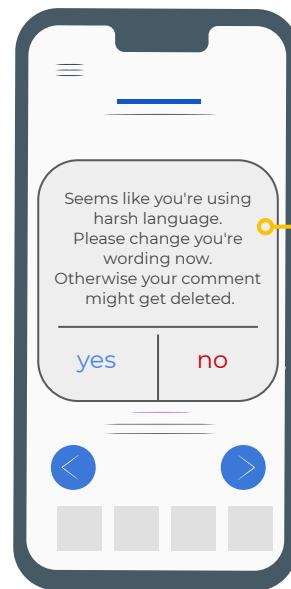 Seems like you're using
harsh language.
Please change you're
wording now.
Otherwise your comment
might get deleted.
yes
no